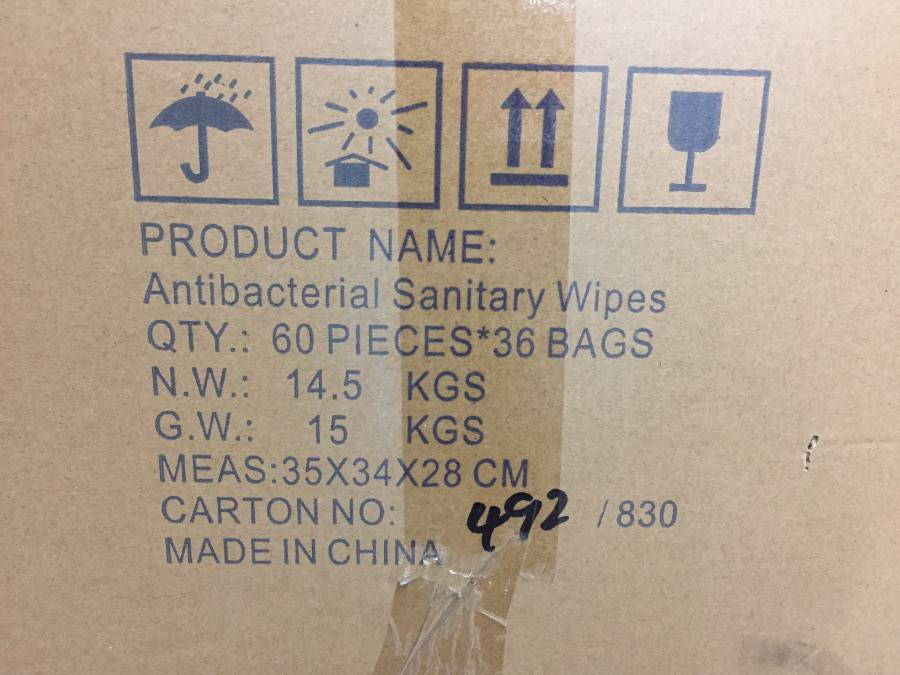 PRODUCT NAME:
Antibacterial Sanitary Wipes
QTY.: 60 PIECES*36 BAGS
N.W.: 14.5 KGS
G.W.: 15 KGS
MEAS:35X34X28 CM
CARTON NO: 492 / 830
MADE IN CHINA